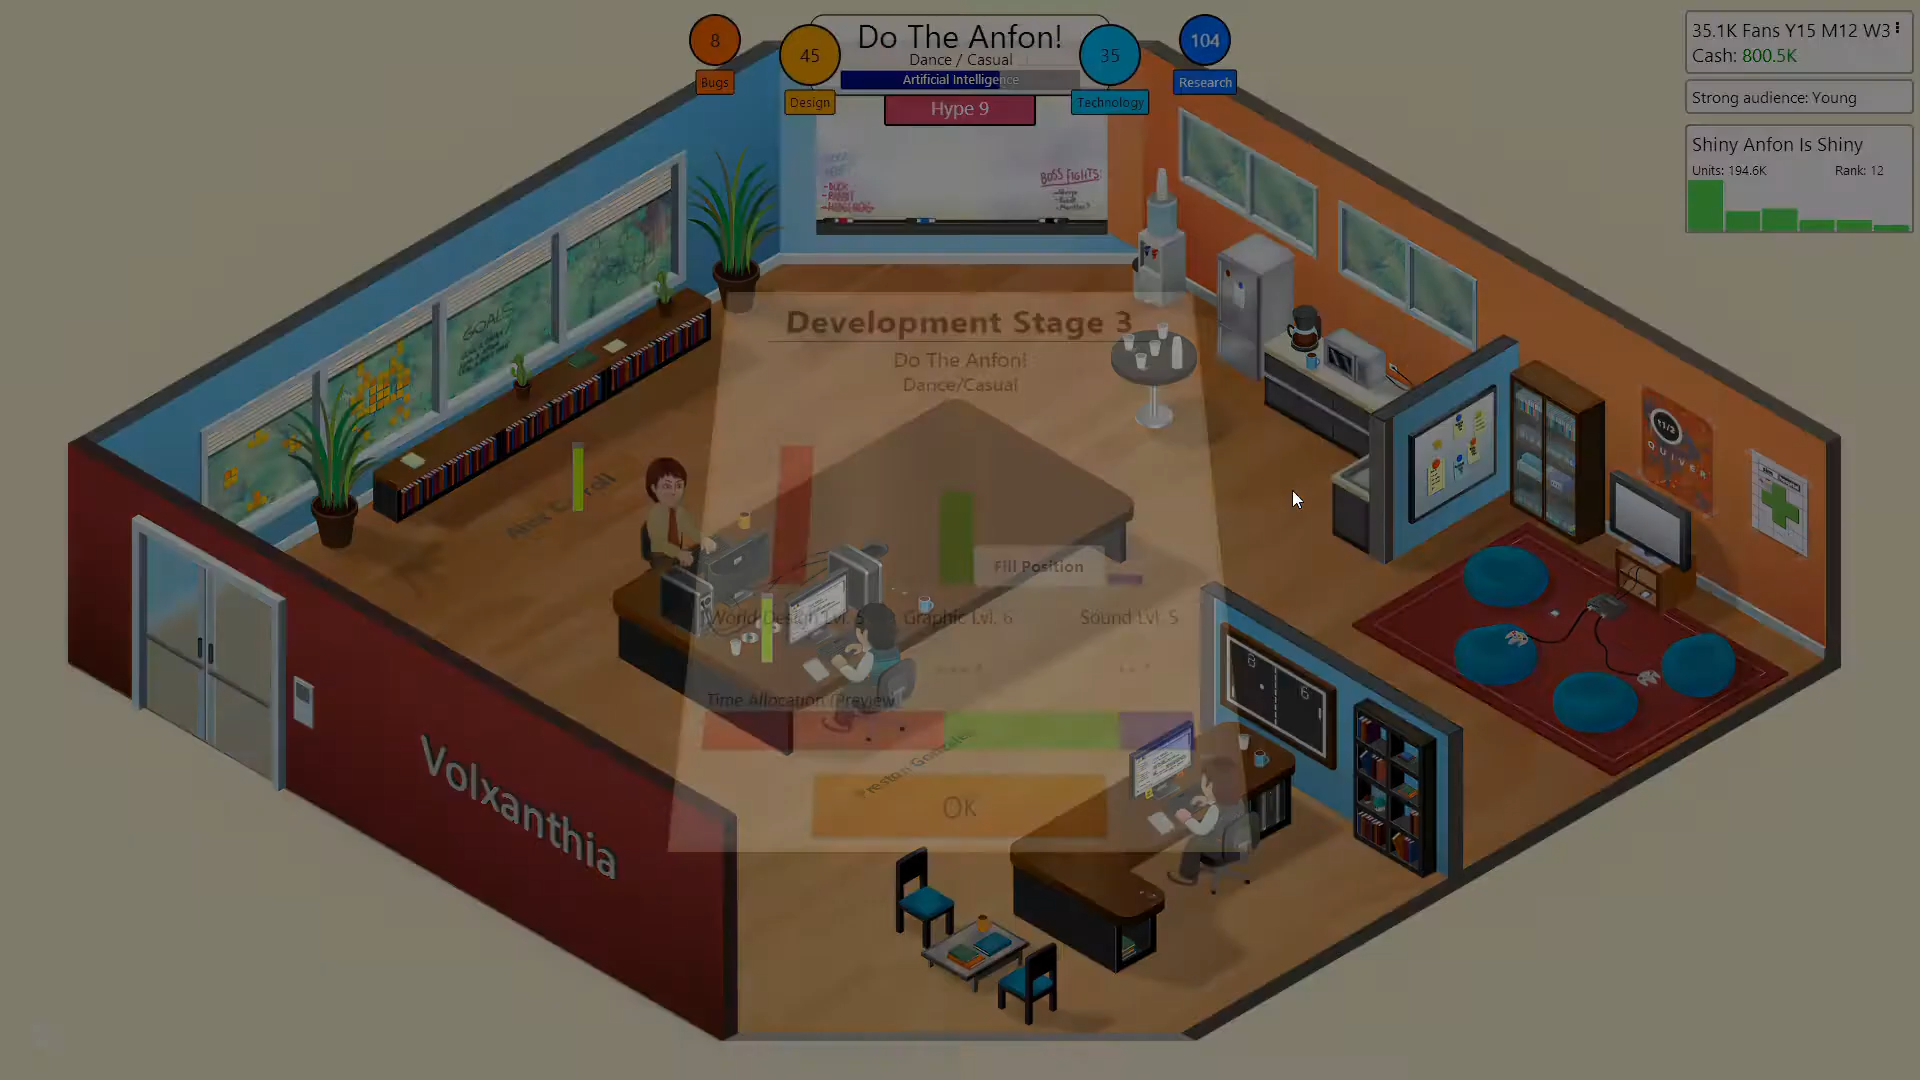 8
Bugs
45
Design
Do The Anfon!
Dance / Casual
Artificial Intelligence
Hype 9
35
Technology
104
Research
35.1K Fans Y15 M12 W3
Cash: 800.5K
Strong audience: Young
Shiny Anfon Is Shiny
Units: 194.6K
Rank: 12
BOSS FIGHTS:
GOALS
Development Stage 3
Do The Anfon!
Dance/Casual
QUIVER
Fill Position
World Design Lvl. 5
Graphic Lvl. 6
Sound Lvl. 5
Time Allocation (Preview
OK
Volxanthia